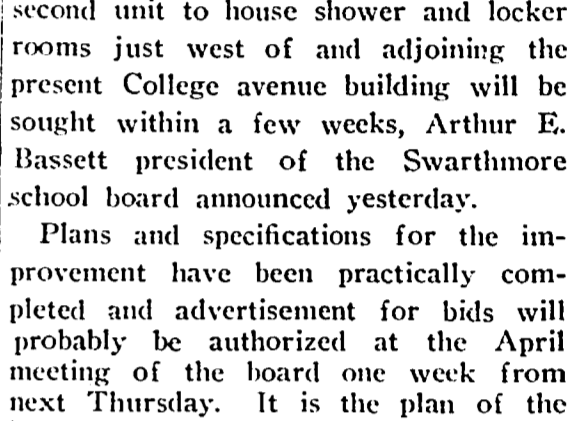 second unit to house shower and locker
rooms just west of and adjoining the
present College avenue building will be
sought within a few weeks, Arthur E.
Bassett president of the Swarthmore
school board announced yesterday.
Plans and specifications for the im-
provement have been practically com-
pleted and advertisement for bids will
probably be authorized at the April
meeting of the board one week from
next Thursday. It is the plan of the